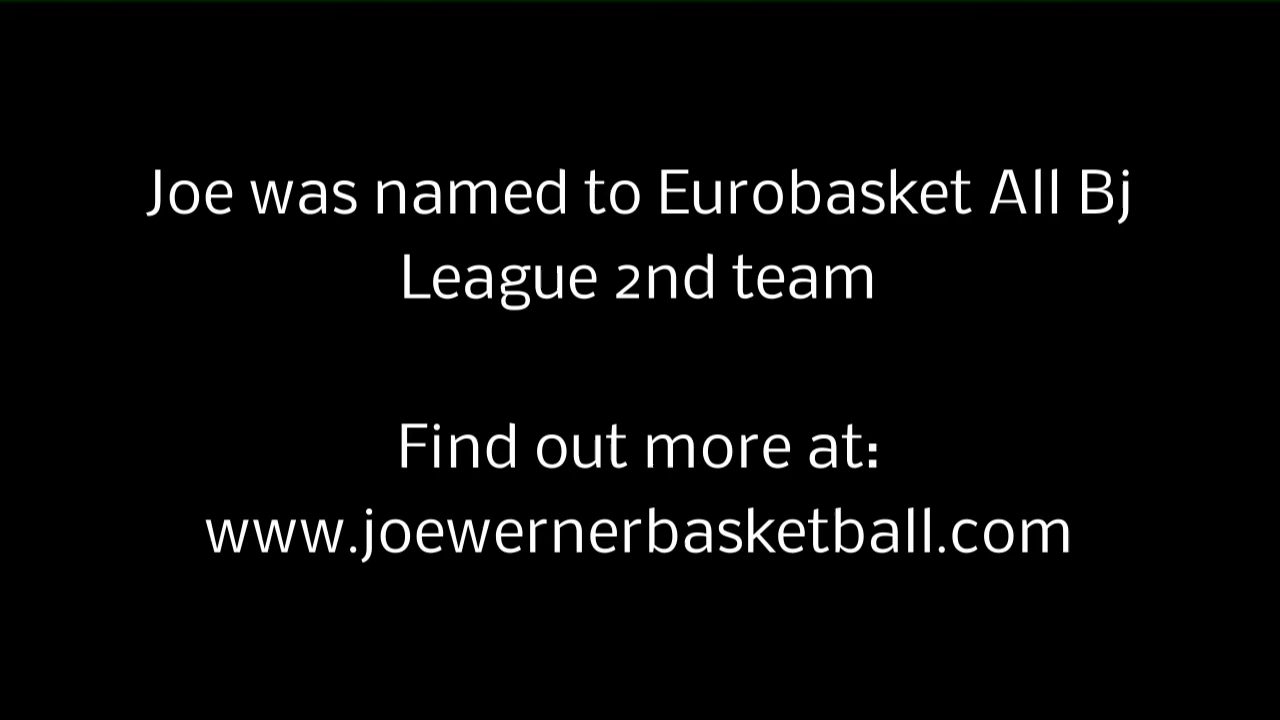 Joe was named to Eurobasket All Bj
League 2nd team
Find out more at:
www.joewernerbasketball.com